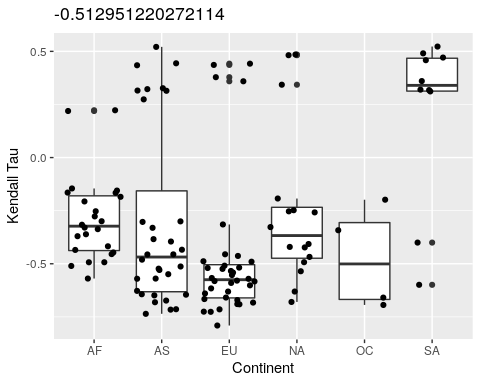 -0.512951220272114
Kendall Tau
0.5
0.0
-0.5
AF AS EU NA OC SA
Continent